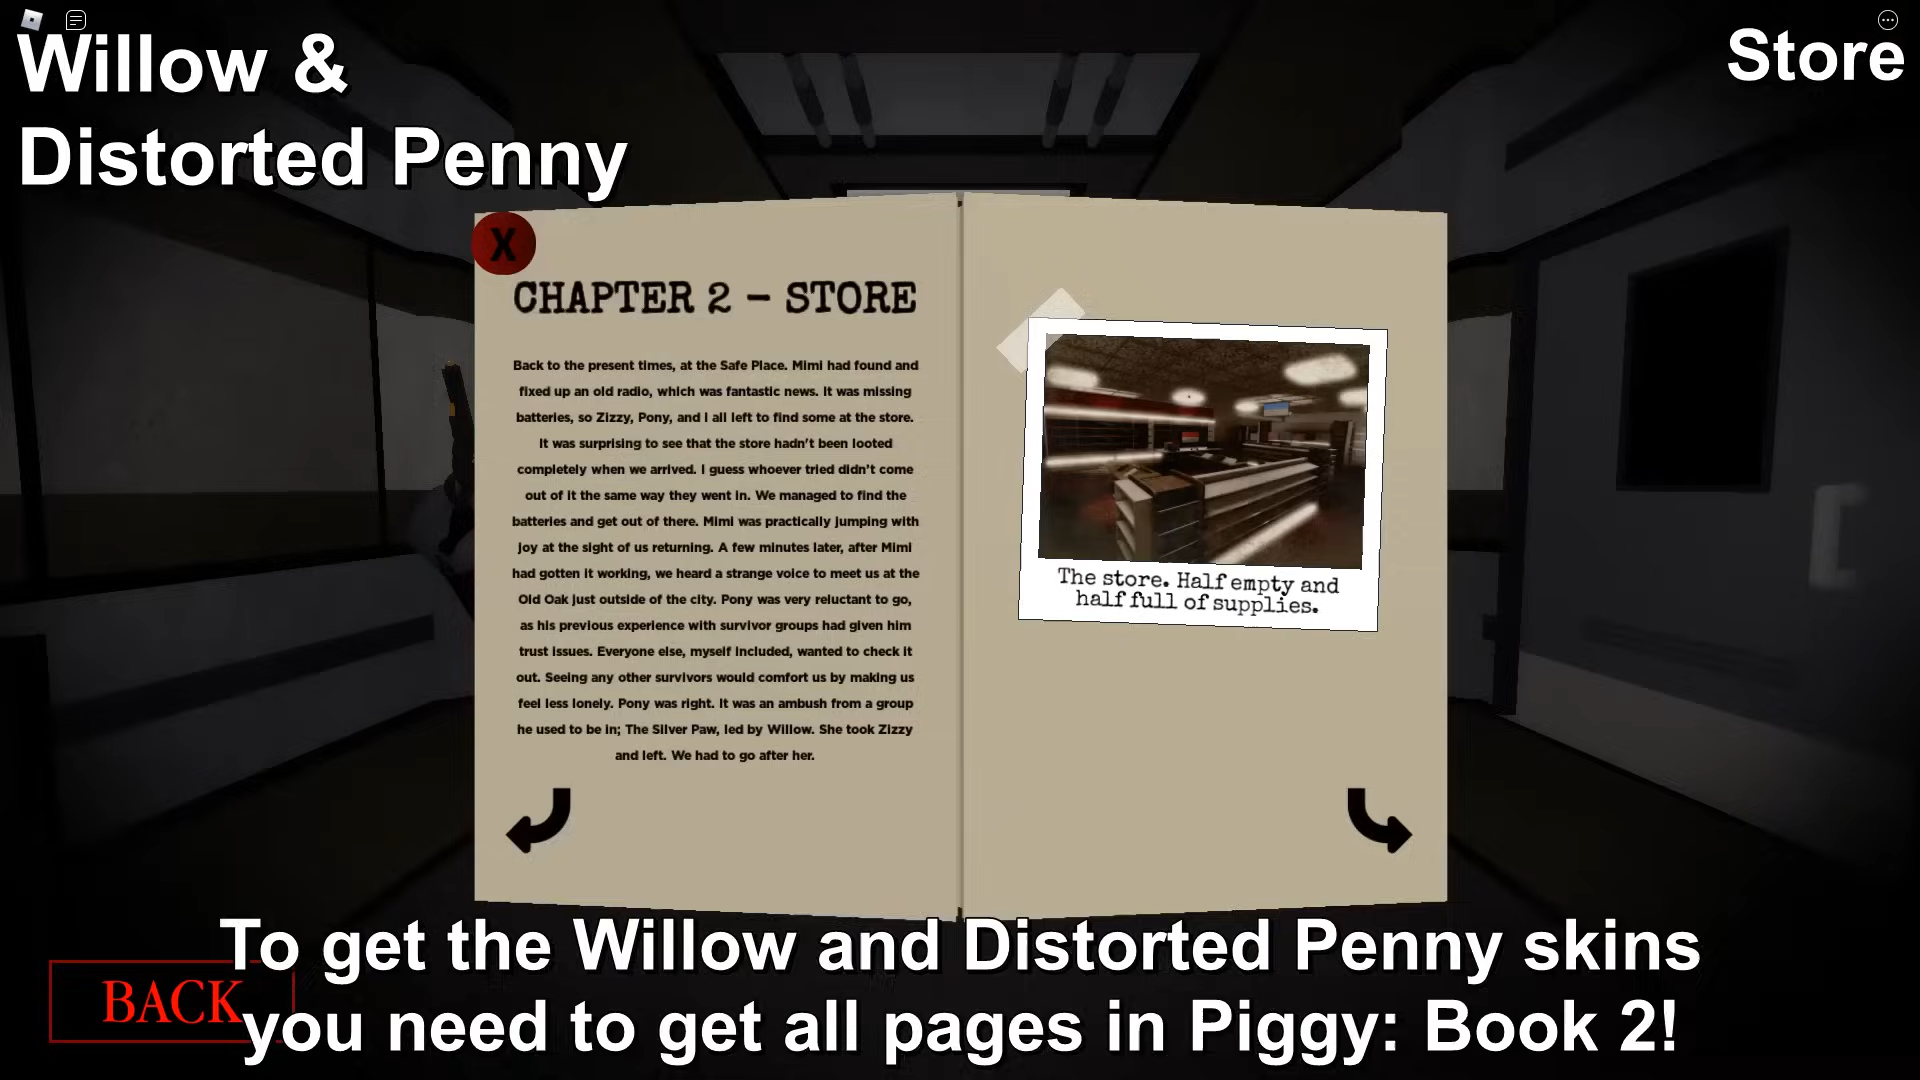 Willow &
Distorted Penny
Store
X
CHAPTER 2 - STORE
Back to the present times, at the Safe Place. Mimi had found and
fixed up an old radio, which was fantastic news. It was missing
batteries, so Zizzy, Pony, and I all left to find some at the store.
It was surprising to see that the store hadn't been looted
completely when we arrived. I guess whoever tried didn't come
out of it the same way they went in. We managed to find the
batteries and get out of there. Mimi was practically jumping with
joy at the sight of us returning. A few minutes later, after Mimi
had gotten it working, we heard a strange voice to meet us at the
Old Oak just outside of the city. Pony was very reluctant to go,
as his previous experience with survivor groups had given him
trust issues. Everyone else, myself included, wanted to check it
out. Seeing any other survivors would comfort us by making us
feel less lonely. Pony was right. It was an ambush from a group
he used to be in; The Silver Paw, led by Willow. She took Zizzy
and left. We had to go after her.
The store. Half empty and
half full of supplies.
To get the Willow and Distorted Penny skins
you need to get all pages in Piggy: Book 2!
BACK